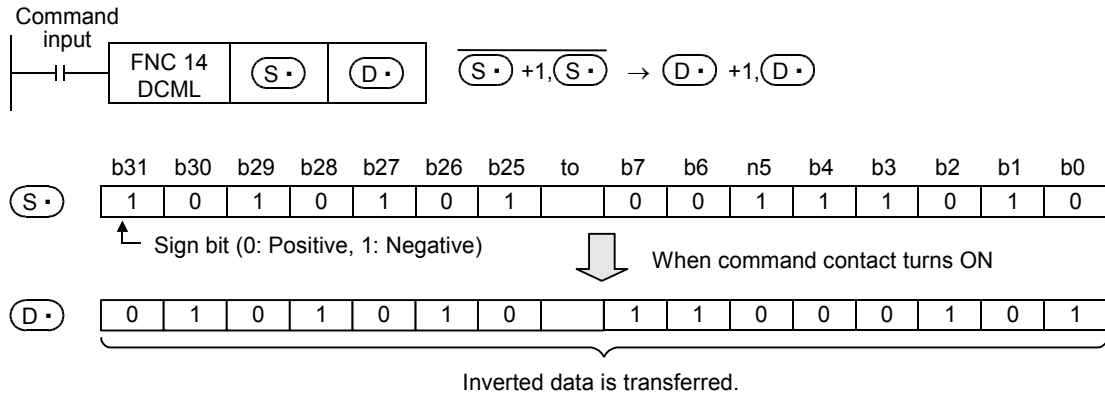 Command
input
FNC 14
DCML
S・ D・ S・ +1, S・ → D・ +1, D・
b31 b30 b29 b28 b27 b26 b25 to b7 b6 n5 b4 b3 b2 b1 b0
S・ 1 0 1 0 1 0 1 0 0 1 1 1 0 1 0
Sign bit (0: Positive, 1: Negative)
When command contact turns ON
D・ 0 1 0 1 0 1 0 1 1 0 0 0 1 0 1
Inverted data is transferred.